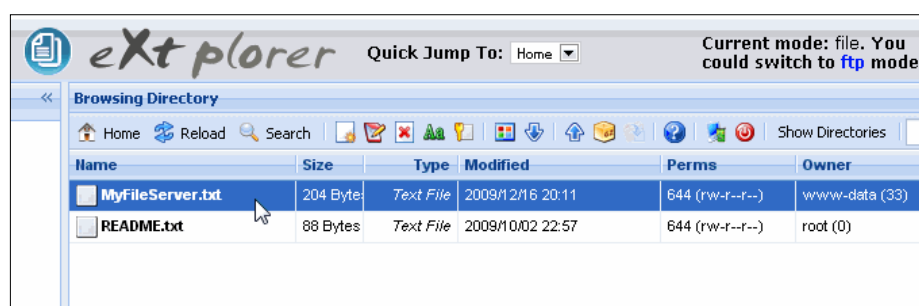 eXtplorer Quick Jump To: Home Current mode: file. You
could switch to ftp mode
« Browsing Directory
Home Reload Search Aa Show Directories
Name Size Type Modified Perms Owner
MyFileServer.txt 204 Byte Text File 2009/12/16 20:11 644 (rw-r--r--) www-data (33)
README.txt 88 Bytes Text File 2009/10/02 22:57 644 (rw-r--r--) root (0)